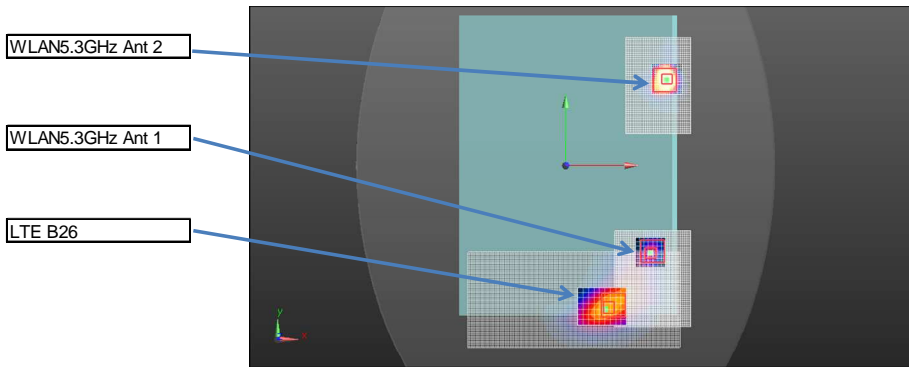 WLAN5.3GHz Ant 2
WLAN5.3GHz Ant 1
LTE B26
y
x